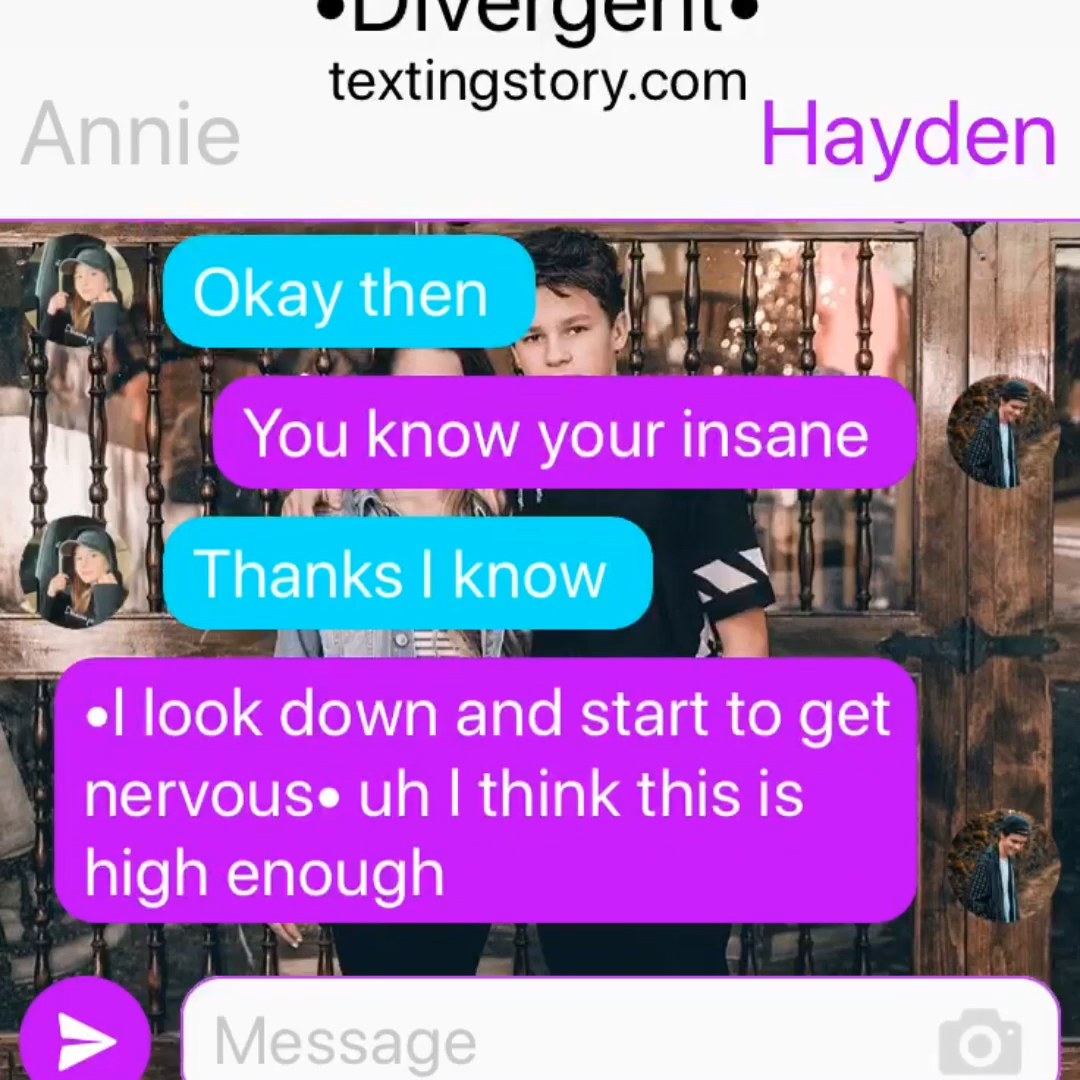 •Divergent•
textingstory.com
Annie
Hayden
Okay then
You know your insane
Thanks I know
•I look down and start to get
nervous• uh I think this is
high enough
Message